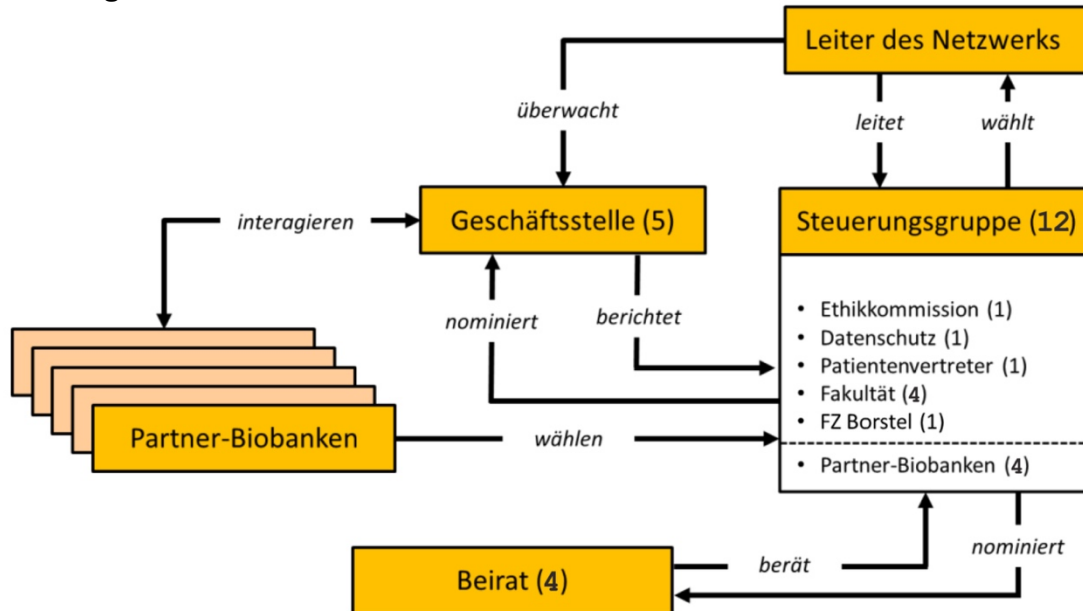 Leiter des Netzwerks
überwacht
leitet
wählt
interagieren
Geschäftsstelle (5)
Steuerungsgruppe (12)
nominiert
berichtet
• Ethikkommission (1)
• Datenschutz (1)
• Patientenvertreter (1)
• Fakultät (4)
• FZ Borstel (1)
Partner-Biobanken
wählen
• Partner-Biobanken (4)
nominiert
berät
Beirat (4)